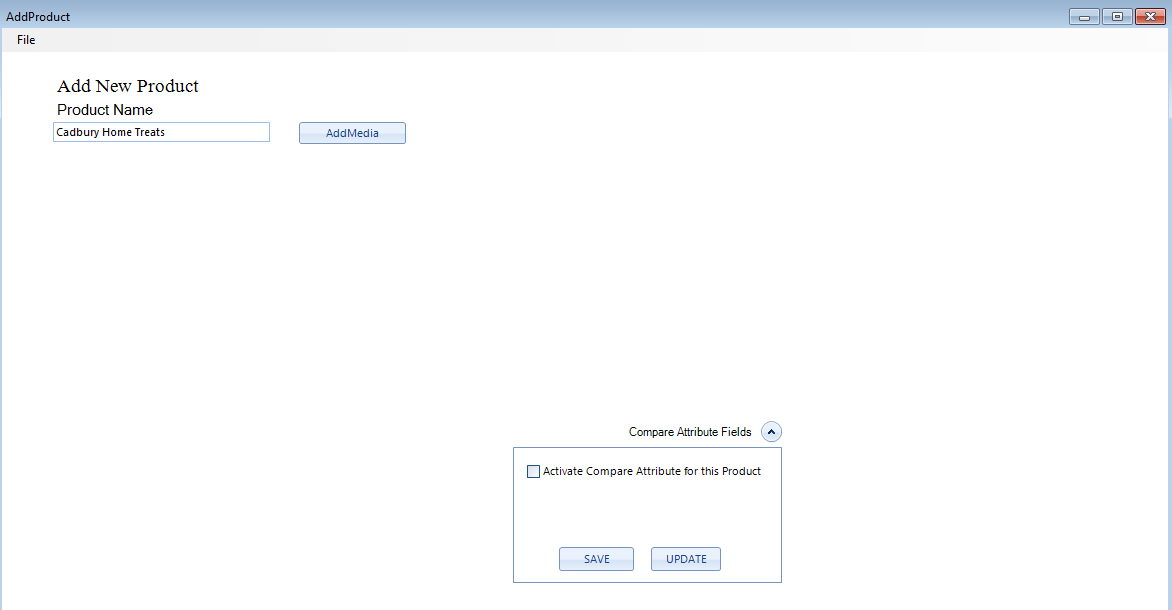 AddProduct
File
Add New Product
Product Name
Cadbury Home Treats
AddMedia
Compare Attribute Fields
Activate Compare Attribute for this Product
SAVE UPDATE